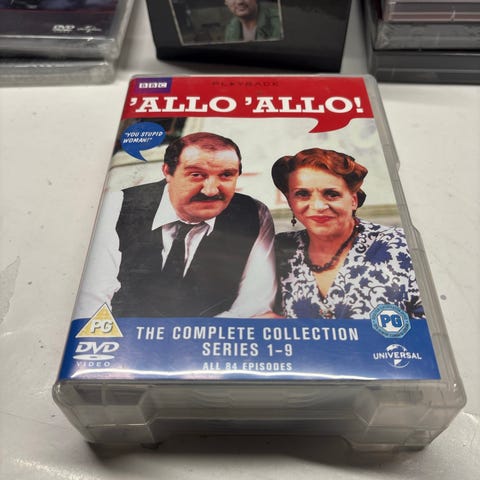 BBC
PLAYBACK
'ALLO 'ALLO!
"YOU STUPID
WOMAN!"
PG
THE COMPLETE COLLECTION
SERIES 1-9
ALL 84 EPISODES
DVD
VIDEO
PG
UNIVERSAL
DVD